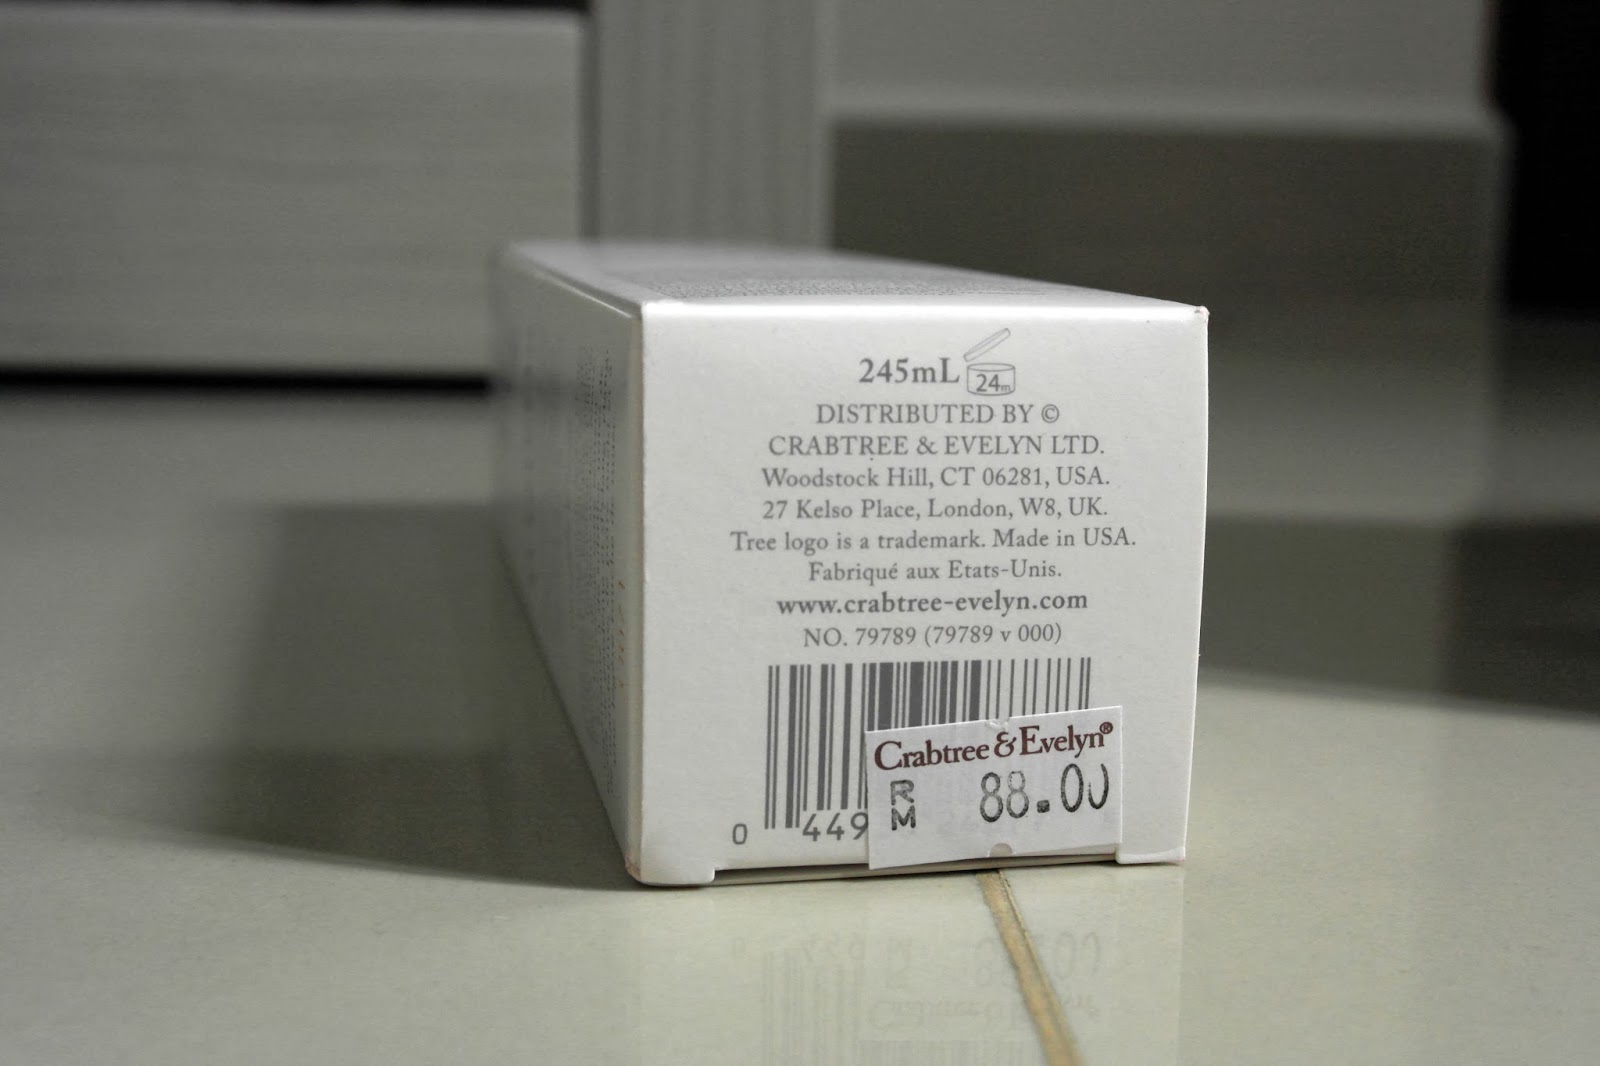 245mL 24m
DISTRIBUTED BY ©
CRABTREE & EVELYN LTD.
Woodstock Hill, CT 06281, USA.
27 Kelso Place, London, W8, UK.
Tree logo is a trademark. Made in USA.
Fabriqué aux Etats-Unis.
www.crabtree-evelyn.com
NO. 79789 (79789 v 000)
Crabtree & Evelyn®
RM 88.00
0 449